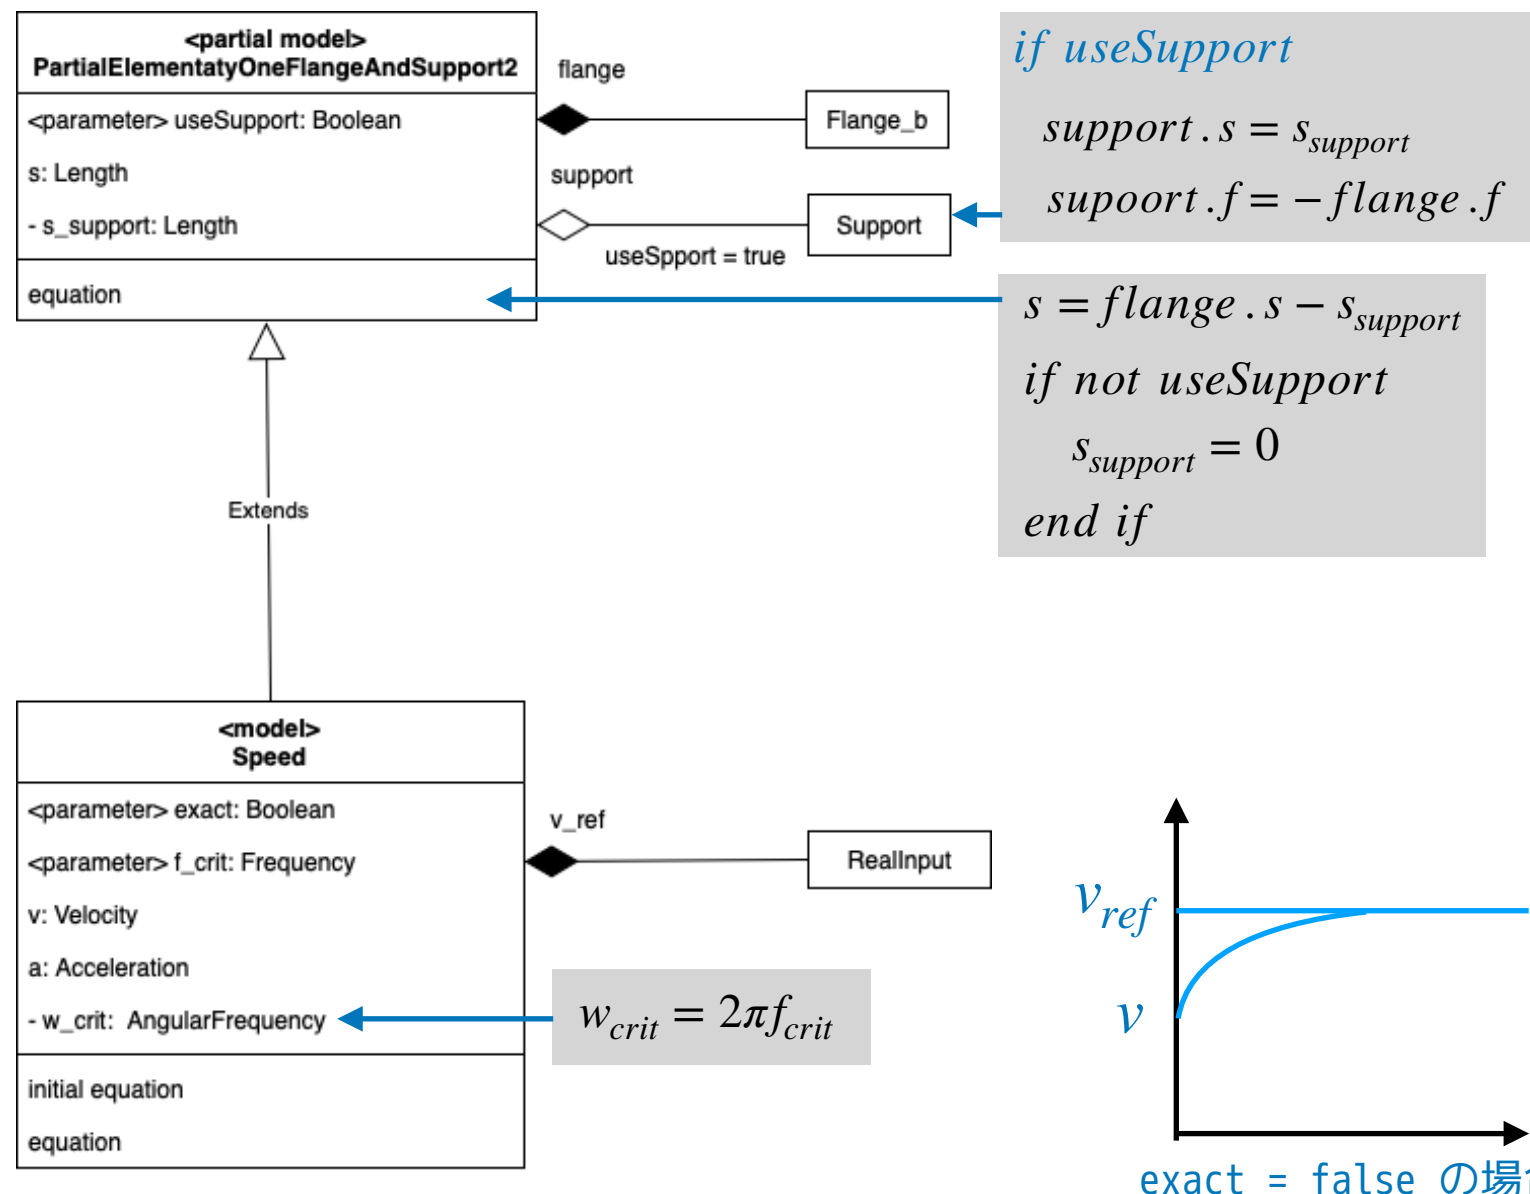 <partial model>
PartialElementatyOneFlangeAndSupport2
<parameter> useSupport: Boolean
s: Length
- s_support: Length
equation
flange
Flange_b
support
Support
useSpport = true
if useSupport
support.s = s_support
supoort.f = −flange.f
s = flange.s − s_support
if not useSupport
s_support = 0
end if
Extends
<model>
Speed
<parameter> exact: Boolean
<parameter> f_crit: Frequency
v: Velocity
a: Acceleration
- w_crit: AngularFrequency
initial equation
equation
v_ref
RealInput
w_crit = 2πf_crit
v_ref
v
exact = false の場